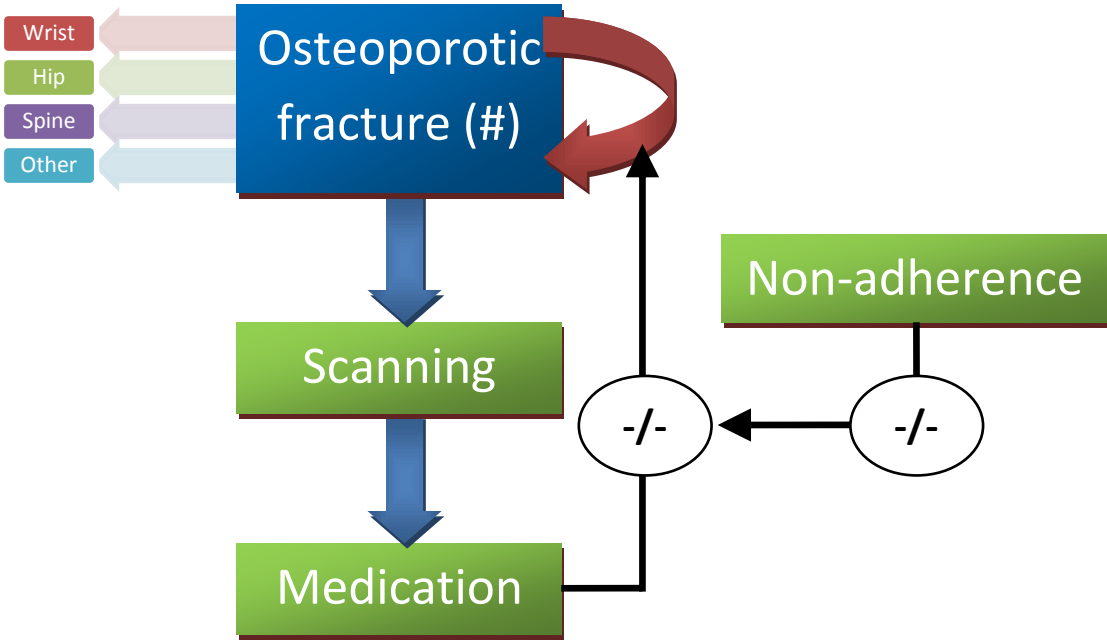 Wrist
Hip
Spine
Other
Osteoporotic
fracture (#)
Non-adherence
Scanning
-/-
-/-
Medication